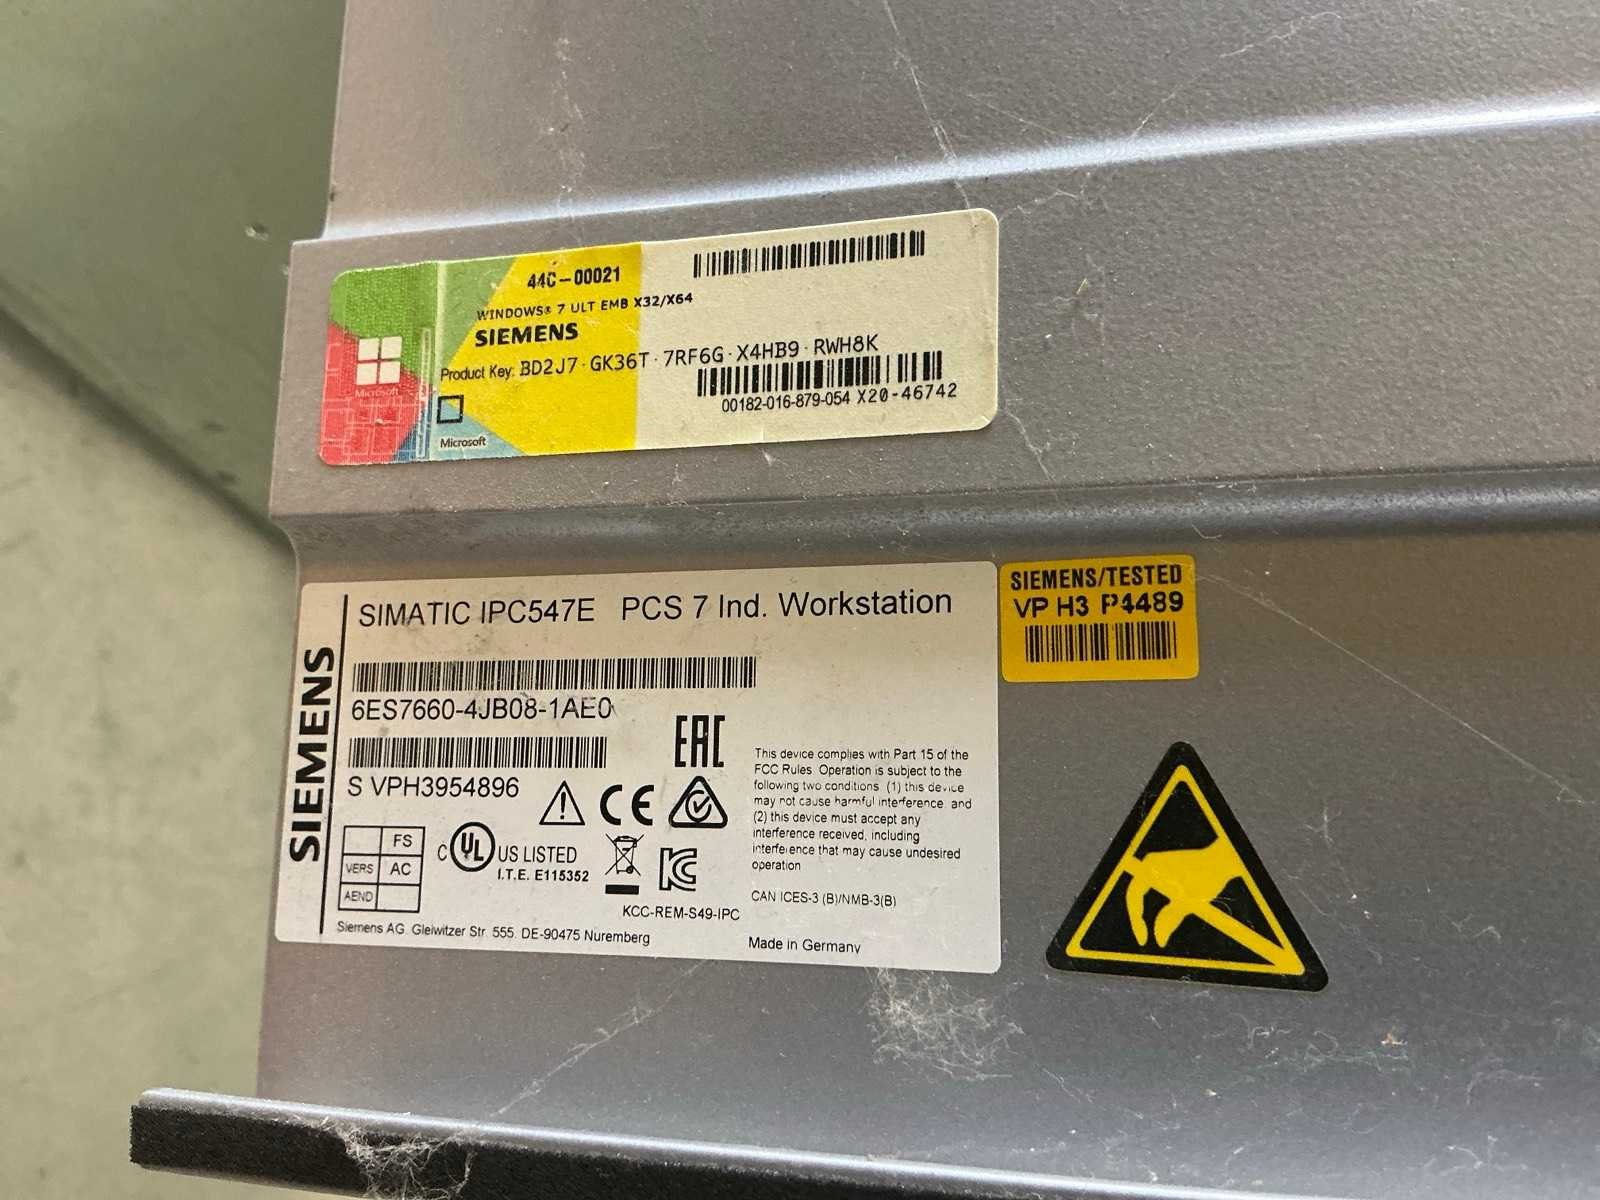 44C-00021
WINDOWS® 7 ULT EMB X32/X64
SIEMENS
Product Key: BD2J7-GK36T-7RF6G-X4HB9-RWH8K
00182-016-879-054 X20-46742
Microsoft
Microsoft
SIEMENS
SIMATIC IPC547E PCS 7 Ind. Workstation
6ES7660-4JB08-1AE0
S VPH3954896
FS
VERS AC
AEND
EAC
CE
C UL US LISTED
I.T.E. E115352
KCC-REM-S49-IPC
This device complies with Part 15 of the
FCC Rules. Operation is subject to the
following two conditions: (1) this device
may not cause harmful interference, and
(2) this device must accept any
interference received, including
interference that may cause undesired
operation
CAN ICES-3 (B)/NMB-3(B)
Siemens AG. Gleiwitzer Str. 555. DE-90475 Nuremberg
Made in Germany
SIEMENS/TESTED
VP H3 P4489